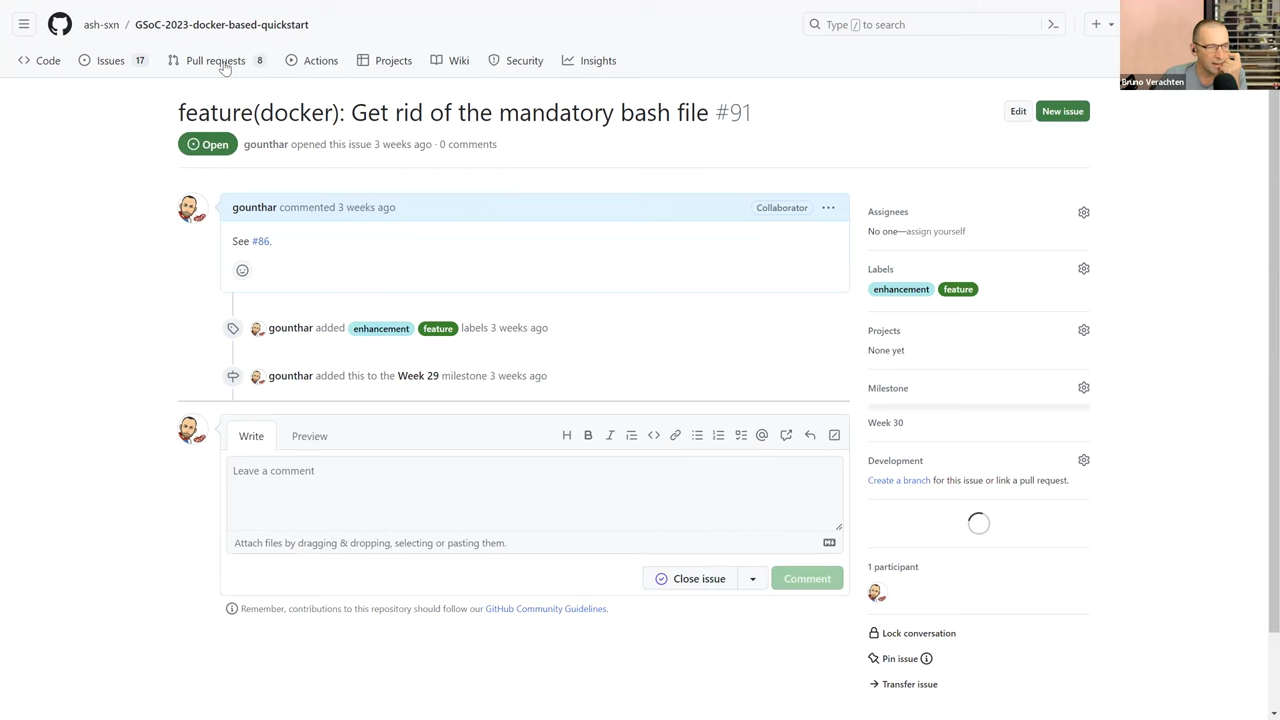 ash-sxn / GSoC-2023-docker-based-quickstart
Type / to search
Bruno Verachten
Code
Issues 17
Pull requests 8
Actions
Projects
Wiki
Security
Insights
feature(docker): Get rid of the mandatory bash file #91
Edit
New issue
Open
gounthar opened this issue 3 weeks ago · 0 comments
gounthar commented 3 weeks ago
Collaborator
See #86.
gounthar added enhancement feature labels 3 weeks ago
gounthar added this to the Week 29 milestone 3 weeks ago
Write
Preview
Leave a comment
Attach files by dragging & dropping, selecting or pasting them.
Close issue
Comment
Remember, contributions to this repository should follow our GitHub Community Guidelines.
Assignees
No one—assign yourself
Labels
enhancement feature
Projects
None yet
Milestone
Week 30
Development
Create a branch for this issue or link a pull request.
1 participant
Lock conversation
Pin issue
Transfer issue